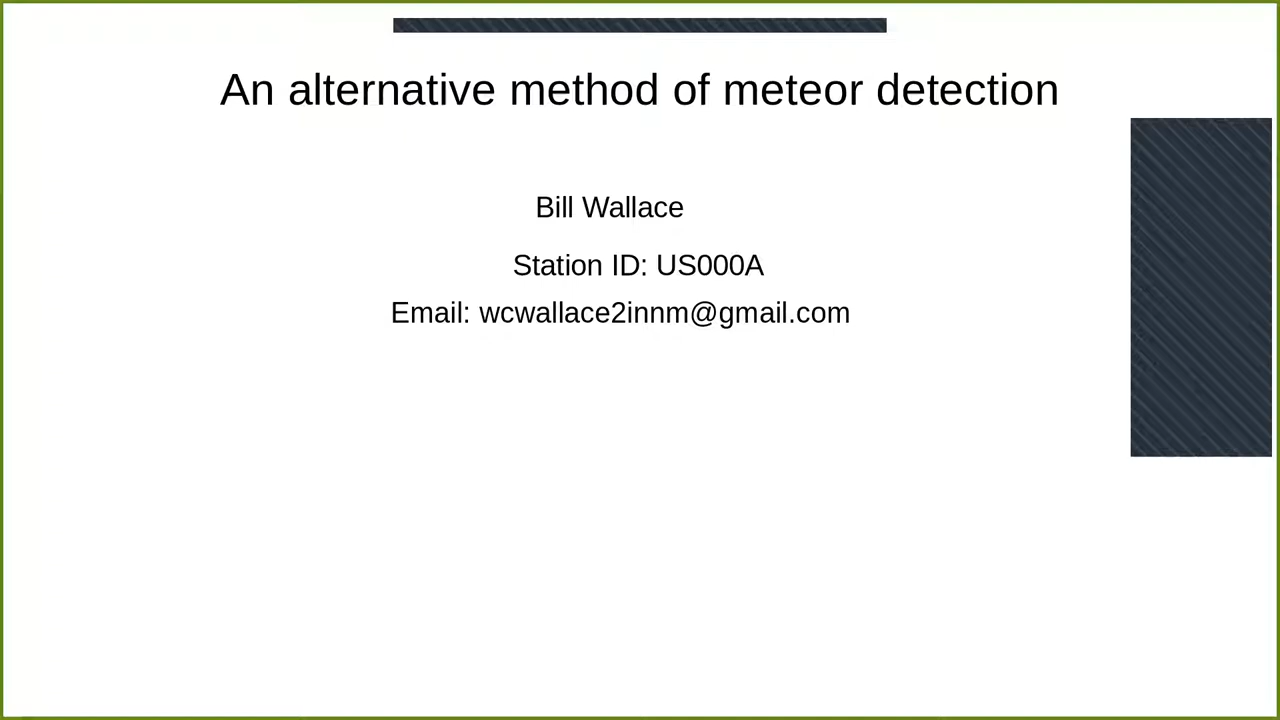 An alternative method of meteor detection
Bill Wallace
Station ID: US000A
Email: wcwallace2innm@gmail.com